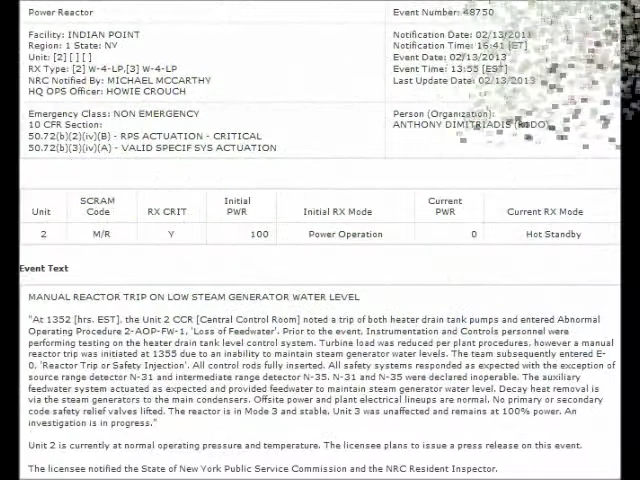 Power Reactor
Event Number: 48750
Facility: INDIAN POINT
Region: 1 State: NY
Unit: [2] [ ] [ ]
RX Type: [2] W-4-LP,[3] W-4-LP
NRC Notified By: MICHAEL MCCARTHY
HQ OPS Officer: HOWIE CROUCH
Notification Date: 02/13/2013
Notification Time: 16:41 [ET]
Event Date: 02/13/2013
Event Time: 13:55 [EST]
Last Update Date: 02/13/2013
Emergency Class: NON EMERGENCY
10 CFR Section:
50.72(b)(2)(iv)(B) - RPS ACTUATION - CRITICAL
50.72(b)(3)(iv)(A) - VALID SPECIF SYS ACTUATION
Person (Organization):
ANTHONY DIMITRIADIS (R1DO)
Unit SCRAM Code RX CRIT Initial PWR Initial RX Mode Current PWR Current RX Mode
2 M/R Y 100 Power Operation 0 Hot Standby
Event Text
MANUAL REACTOR TRIP ON LOW STEAM GENERATOR WATER LEVEL
"At 1352 [hrs. EST], the Unit 2 CCR [Central Control Room] noted a trip of both heater drain tank pumps and entered Abnormal
Operating Procedure 2-AOP-FW-1, 'Loss of Feedwater'. Prior to the event, Instrumentation and Controls personnel were
performing testing on the heater drain tank level control system. Turbine load was reduced per procedure, however a manual
reactor trip was initiated at 1355 due to an inability to maintain steam generator water levels. The team subsequently entered E-
0, 'Reactor Trip or Safety Injection'. All control rods fully inserted. All safety systems responded as expected with the exception of
source range detector N-31 and intermediate range detector N-35. N-31 and N-35 were declared inoperable. The auxiliary
feedwater system actuated as expected and provided feedwater to maintain steam generator water level. Decay heat removal is
via the steam generators to the main condensers. Offsite power and plant electrical lineups are normal. No primary or secondary
code safety relief valves lifted. The reactor is in Mode 3 and stable. Unit 3 was unaffected and remains at 100% power. An
investigation is in progress."
Unit 2 is currently at normal operating pressure and temperature. The licensee plans to issue a press release on this event.
The licensee notified the State of New York Public Service Commission and the NRC Resident Inspector.